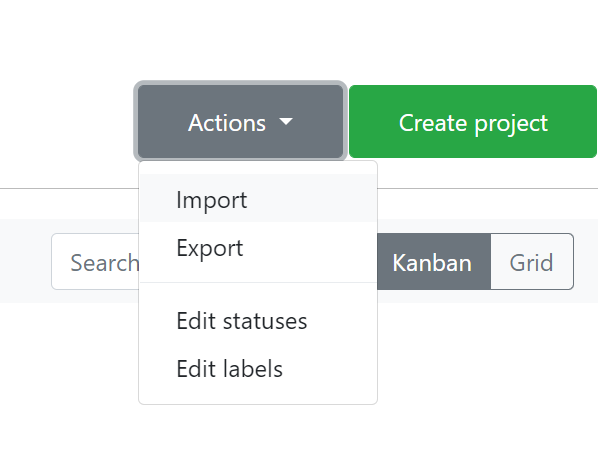 Actions
Create project
Import
Export
Search
Kanban
Grid
Edit statuses
Edit labels